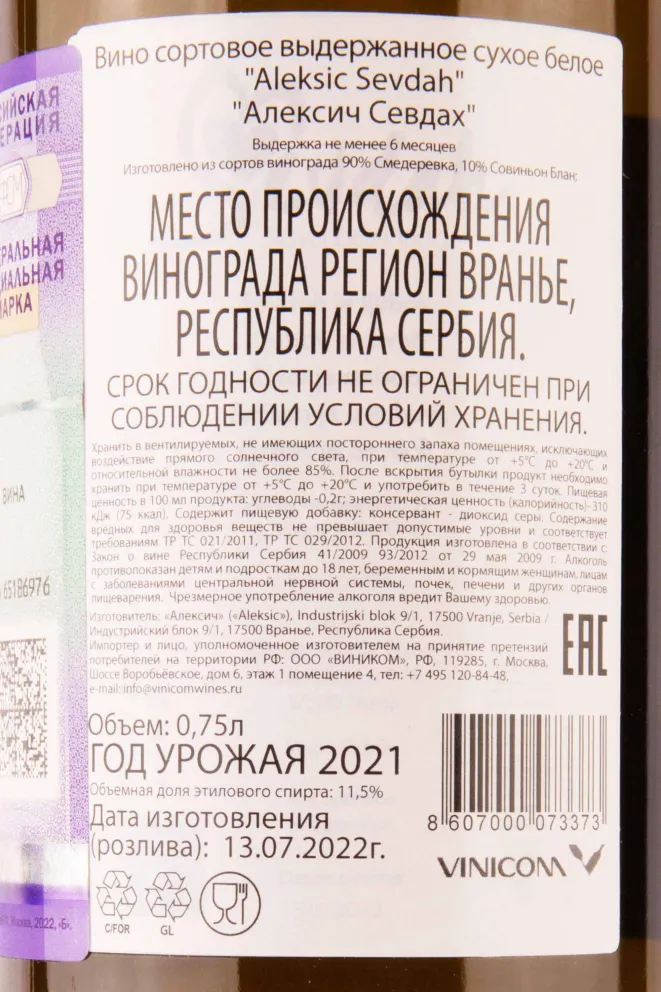 Вино сортовое выдержанное сухое белое
"Aleksic Sevdah"
"Алексич Севдах"
Выдержка не менее 6 месяцев
Изготовлено из сортов винограда 90% Смедеревка, 10% Совиньон Блан;
МЕСТО ПРОИСХОЖДЕНИЯ
ВИНОГРАДА РЕГИОН ВРАНЬЕ,
РЕСПУБЛИКА СЕРБИЯ.
СРОК ГОДНОСТИ НЕ ОГРАНИЧЕН ПРИ
СОБЛЮДЕНИИ УСЛОВИЙ ХРАНЕНИЯ.
Хранить в вентилируемых, не имеющих постороннего запаха помещениях, исключающих
воздействие прямого солнечного света, при температуре от +5°С до +20°С и
относительной влажности не более 85%. После вскрытия бутылки продукт необходимо
хранить при температуре от +5°С до +20°С и употребить в течение 3 суток. Пищевая
ценность в 100 мл продукта: углеводы -0,2г; энергетическая ценность (калорийность)- 310
кДж (75 ккал). Содержит пищевую добавку: консервант - диоксид серы. Содержание
вредных для здоровья веществ не превышает допустимые уровни и соответствует
требованиям ТР ТС 021/2011, ТР ТС 029/2012. Продукция изготовлена в соответствии с
Закон о вине Республики Сербия 41/2009 93/2012 от 29 мая 2009 г. Алкоголь
противопоказан детям и подросткам до 18 лет, беременным и кормящим женщинам, лицам
с заболеваниями центральной нервной системы, почек, печени и других органов
пищеварения. Чрезмерное употребление алкоголя вредит Вашему здоровью.
Изготовитель: «Алексич» («Aleksic»), Industrijski blok 9/1, 17500 Vranje, Serbia /
Индустрийский блок 9/1, 17500 Вранье, Республика Сербия.
Импортер и лицо, уполномоченное изготовителем на принятие претензий
потребителей на территории РФ: ООО «ВИНИКОМ», РФ, 119285, г. Москва,
Шоссе Воробьёвское, дом 6, этаж 1 помещение 4, тел: +7 495 120-84-48,
e-mail: info@vinicomwines.ru
EAC
Объем: 0,75л
ГОД УРОЖАЯ 2021
Объемная доля этилового спирта: 11,5%
Дата изготовления
(розлива): 13.07.2022г.
8 607000 073373
VINICOM
C/FOR
GL
ВИНА
65186976
Москва, 2022, «Б».